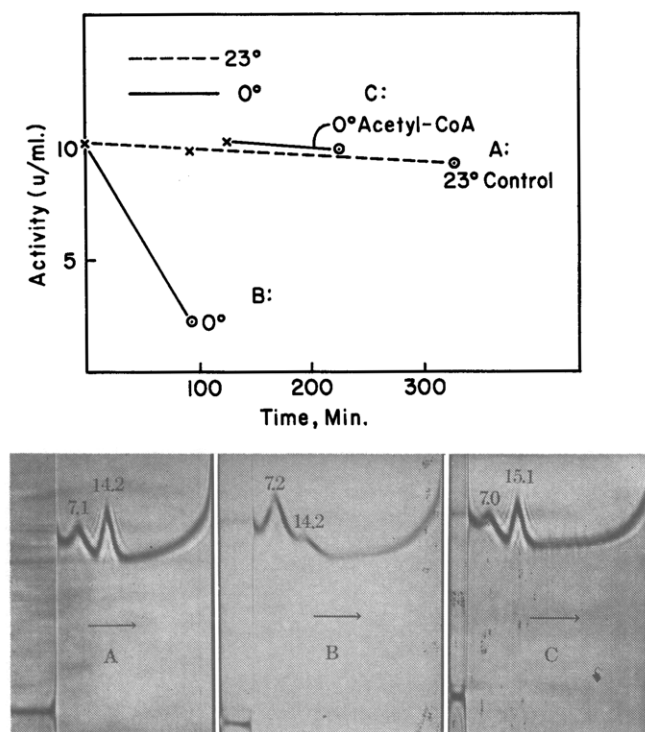 23°
0°
C:
0° Acetyl-CoA
A:
23° Control
B:
0°
Activity (u/ml.)
10
5
100
200
300
Time, Min.
7.1
14.2
A
7.2
14.2
B
7.0
15.1
C